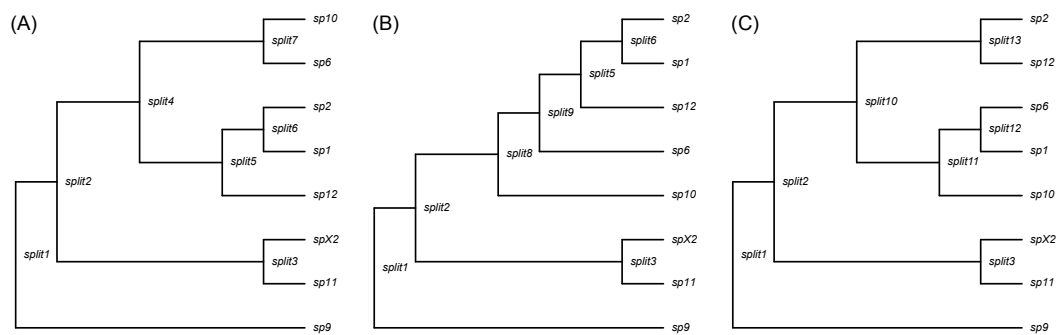 (A)
sp10
split7
sp6
split4
sp2
split6
split2
sp1
split5
sp12
spX2
split1
split3
sp11
sp9
(B)
sp2
split6
sp1
split5
sp12
split9
sp6
split8
sp10
split2
spX2
split3
split1
sp11
sp9
(C)
sp2
split13
sp12
split10
sp6
split12
sp1
split11
split2
sp10
spX2
split1
split3
sp11
sp9